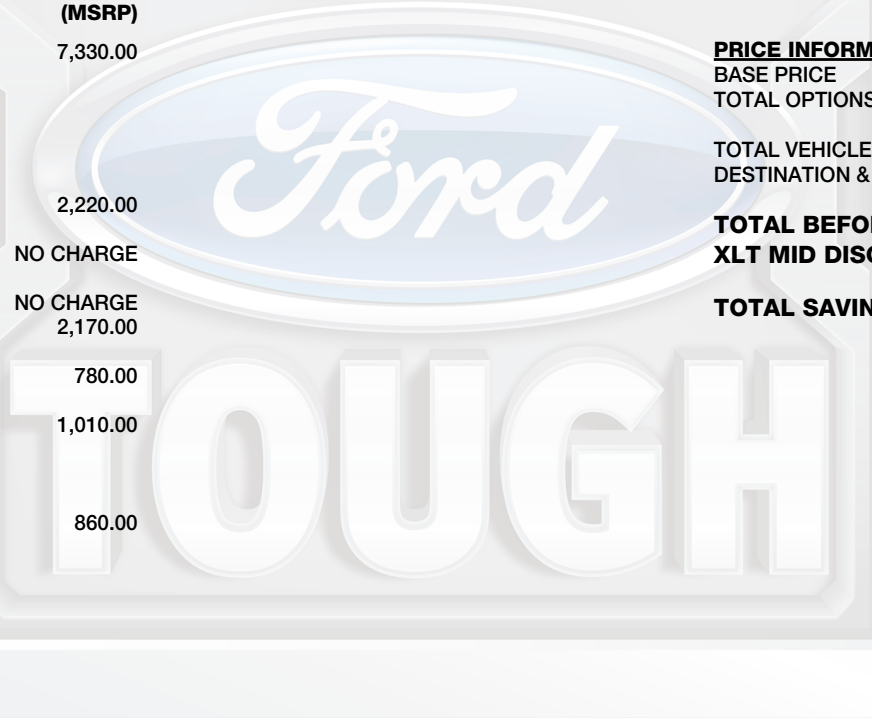 (MSRP)
7,330.00
2,220.00
NO CHARGE
NO CHARGE
2,170.00
780.00
1,010.00
860.00
PRICE INFORM
BASE PRICE
TOTAL OPTIONS
TOTAL VEHICLE
DESTINATION &
TOTAL BEFO
XLT MID DISC
TOTAL SAVIN
Ford
TOUGH